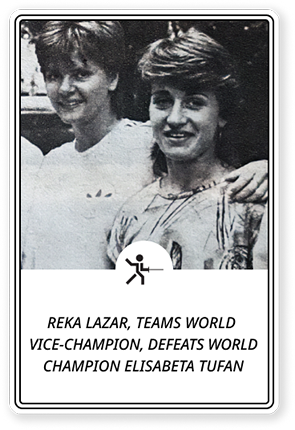 REKA LAZAR, TEAMS WORLD
VICE-CHAMPION, DEFEATS WORLD
CHAMPION ELISABETA TUFAN